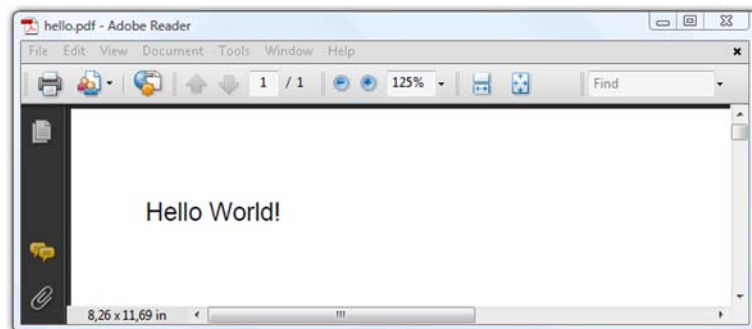 hello.pdf - Adobe Reader
File Edit View Document Tools Window Help
1 / 1 125% Find
Hello World!
8,26 x 11,69 in